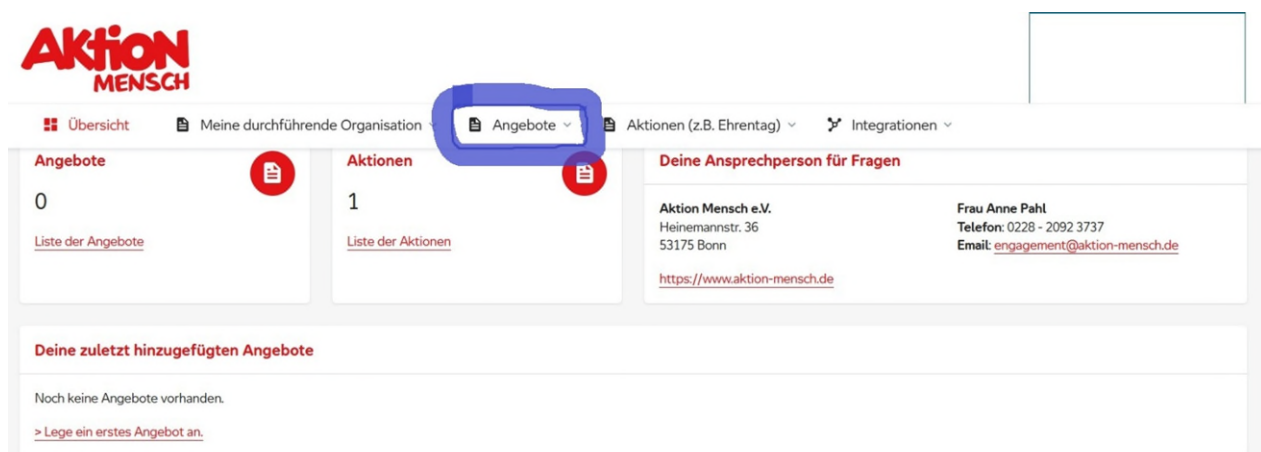 Aktion
MENSCH
Übersicht Meine durchführende Organisation Angebote Aktionen (z.B. Ehrentag) Integrationen
Angebote
0
Liste der Angebote
Aktionen
1
Liste der Aktionen
Deine Ansprechperson für Fragen
Aktion Mensch e.V.
Heinemannstr. 36
53175 Bonn
https://www.aktion-mensch.de
Frau Anne Pahl
Telefon: 0228 - 2092 3737
Email: engagement@aktion-mensch.de
Deine zuletzt hinzugefügten Angebote
Noch keine Angebote vorhanden.
> Lege ein erstes Angebot an.